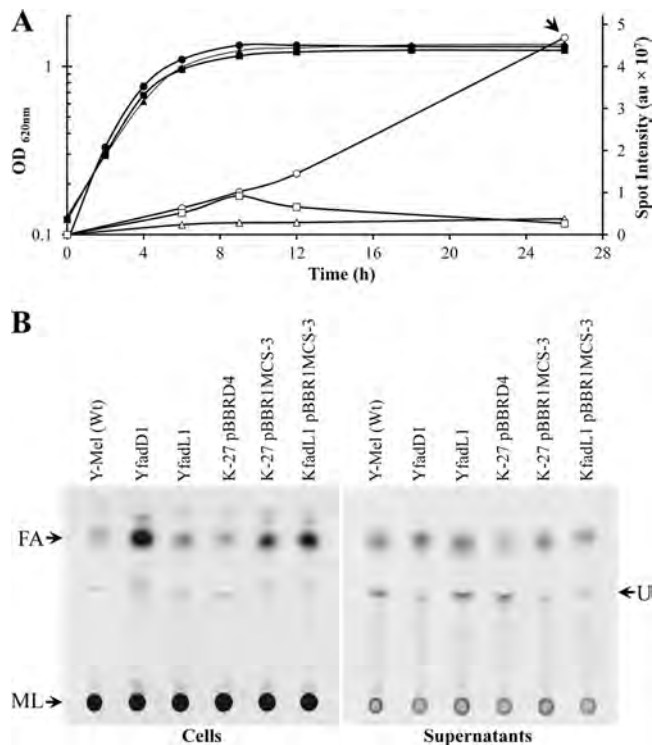 A
OD 620nm
1
0.1
5
4
3
2
1
0
Spot Intensity (au × 10⁷)
0 4 8 12 16 20 24 28
Time (h)
B
Y-Mel (Wt)
YfadD1
YfadL1
K-27 pBBRD4
K-27 pBBR1MCS-3
KfadL1 pBBR1MCS-3
Y-Mel (Wt)
YfadD1
YfadL1
K-27 pBBRD4
K-27 pBBR1MCS-3
KfadL1 pBBR1MCS-3
FA
U
ML
Cells
Supernatants